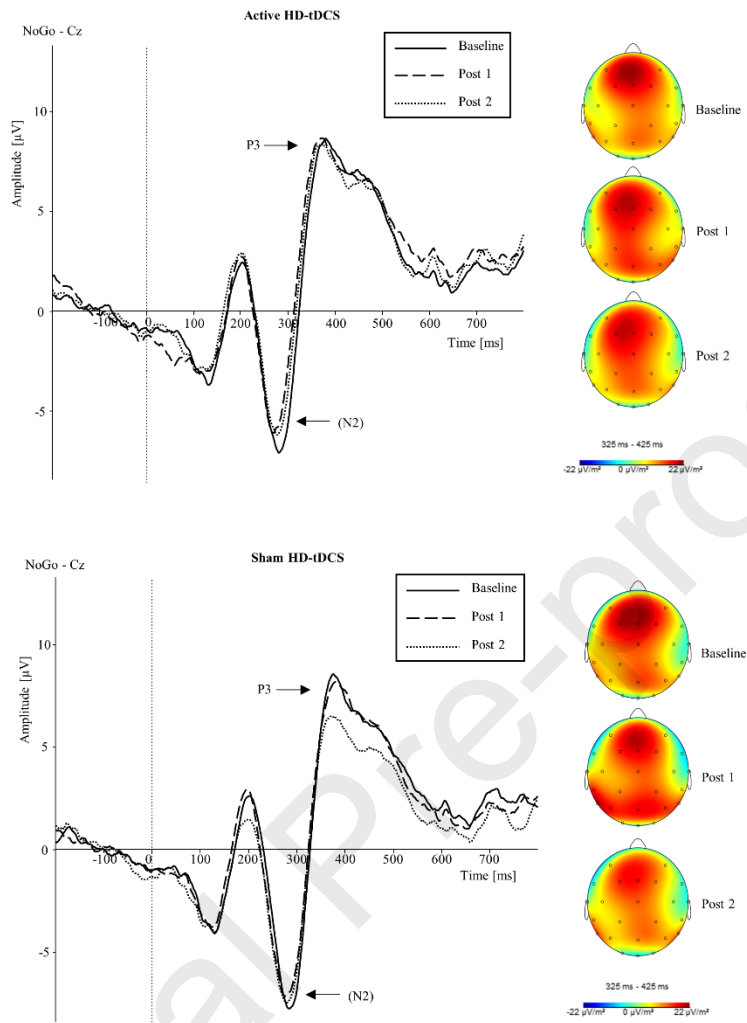 Active HD-tDCS
NoGo - Cz
Baseline
Post 1
Post 2
P3
(N2)
Amplitude [µV]
10
5
0
-5
-100 0 100 200 300 400 500 600 700
Time [ms]
Baseline
Post 1
Post 2
325 ms - 425 ms
-22 µV/m² 0 µV/m² 22 µV/m²
Sham HD-tDCS
NoGo - Cz
Baseline
Post 1
Post 2
P3
(N2)
Amplitude [µV]
10
5
0
-5
-100 0 100 200 300 400 500 600 700
Time [ms]
Baseline
Post 1
Post 2
325 ms - 425 ms
-22 µV/m² 0 µV/m² 22 µV/m²
al Pre-pro